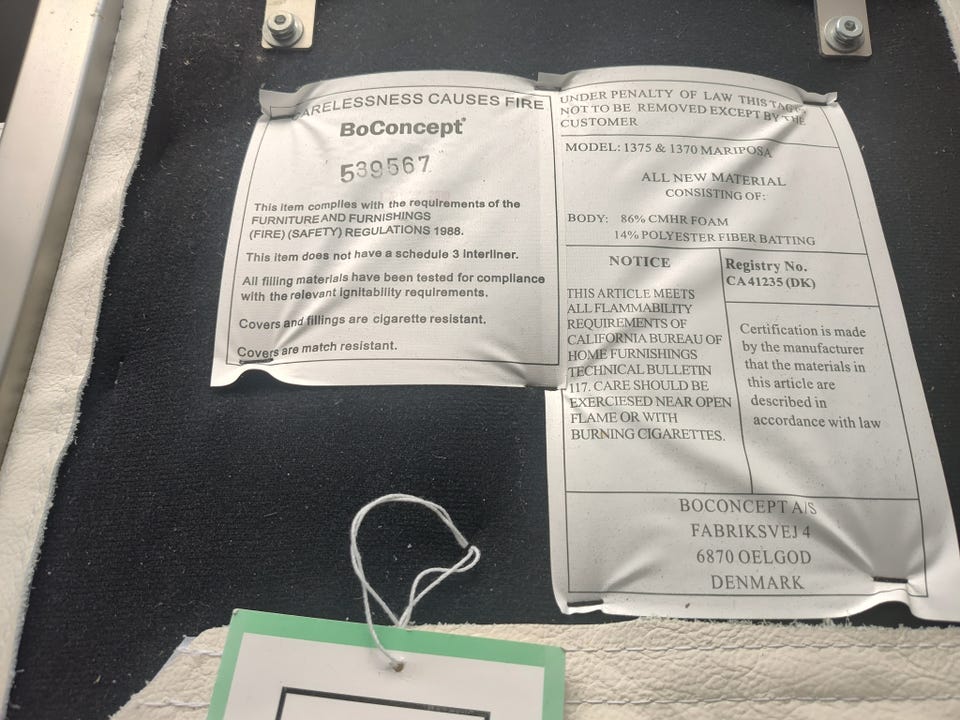 CARELESSNESS CAUSES FIRE
BoConcept®
539567
This item complies with the requirements of the
FURNITURE AND FURNISHINGS
(FIRE) (SAFETY) REGULATIONS 1988.
This item does not have a schedule 3 interliner.
All filling materials have been tested for compliance
with the relevant ignitability requirements.
Covers and fillings are cigarette resistant.
Covers are match resistant.
UNDER PENALTY OF LAW THIS TAG
NOT TO BE REMOVED EXCEPT BY THE
CUSTOMER
MODEL: 1375 & 1370 MARIPOSA
ALL NEW MATERIAL
CONSISTING OF:
BODY: 86% CMHR FOAM
14% POLYESTER FIBER BATTING
NOTICE
THIS ARTICLE MEETS
ALL FLAMMABILITY
REQUIREMENTS OF
CALIFORNIA BUREAU OF
HOME FURNISHINGS
TECHNICAL BULLETIN
117. CARE SHOULD BE
EXERCIESED NEAR OPEN
FLAME OR WITH
BURNING CIGARETTES.
Registry No.
CA 41235 (DK)
Certification is made
by the manufacturer
that the materials in
this article are
described in
accordance with law
BOCONCEPT A/S
FABRIKSVEJ 4
6870 OELGOD
DENMARK